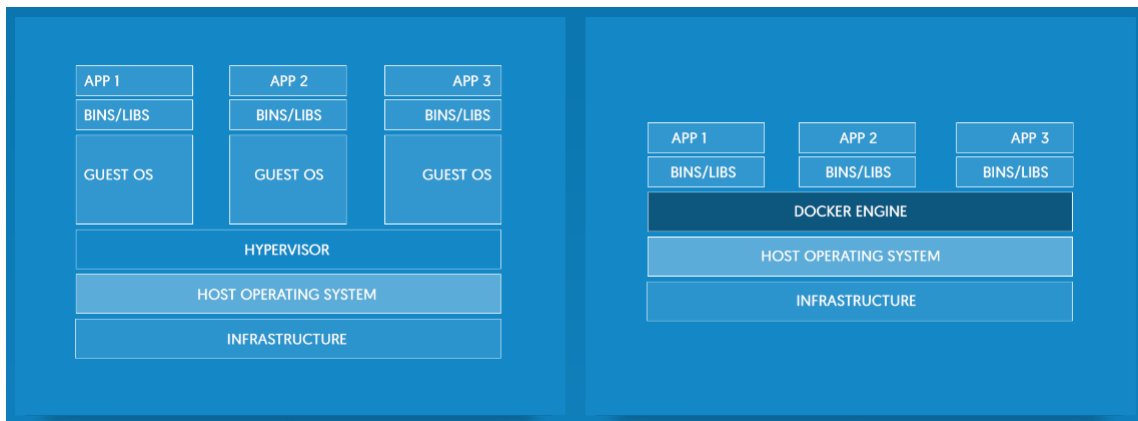 APP 1 APP 2 APP 3
BINS/LIBS BINS/LIBS BINS/LIBS
GUEST OS GUEST OS GUEST OS
HYPERVISOR
HOST OPERATING SYSTEM
INFRASTRUCTURE
APP 1 APP 2 APP 3
BINS/LIBS BINS/LIBS BINS/LIBS
DOCKER ENGINE
HOST OPERATING SYSTEM
INFRASTRUCTURE